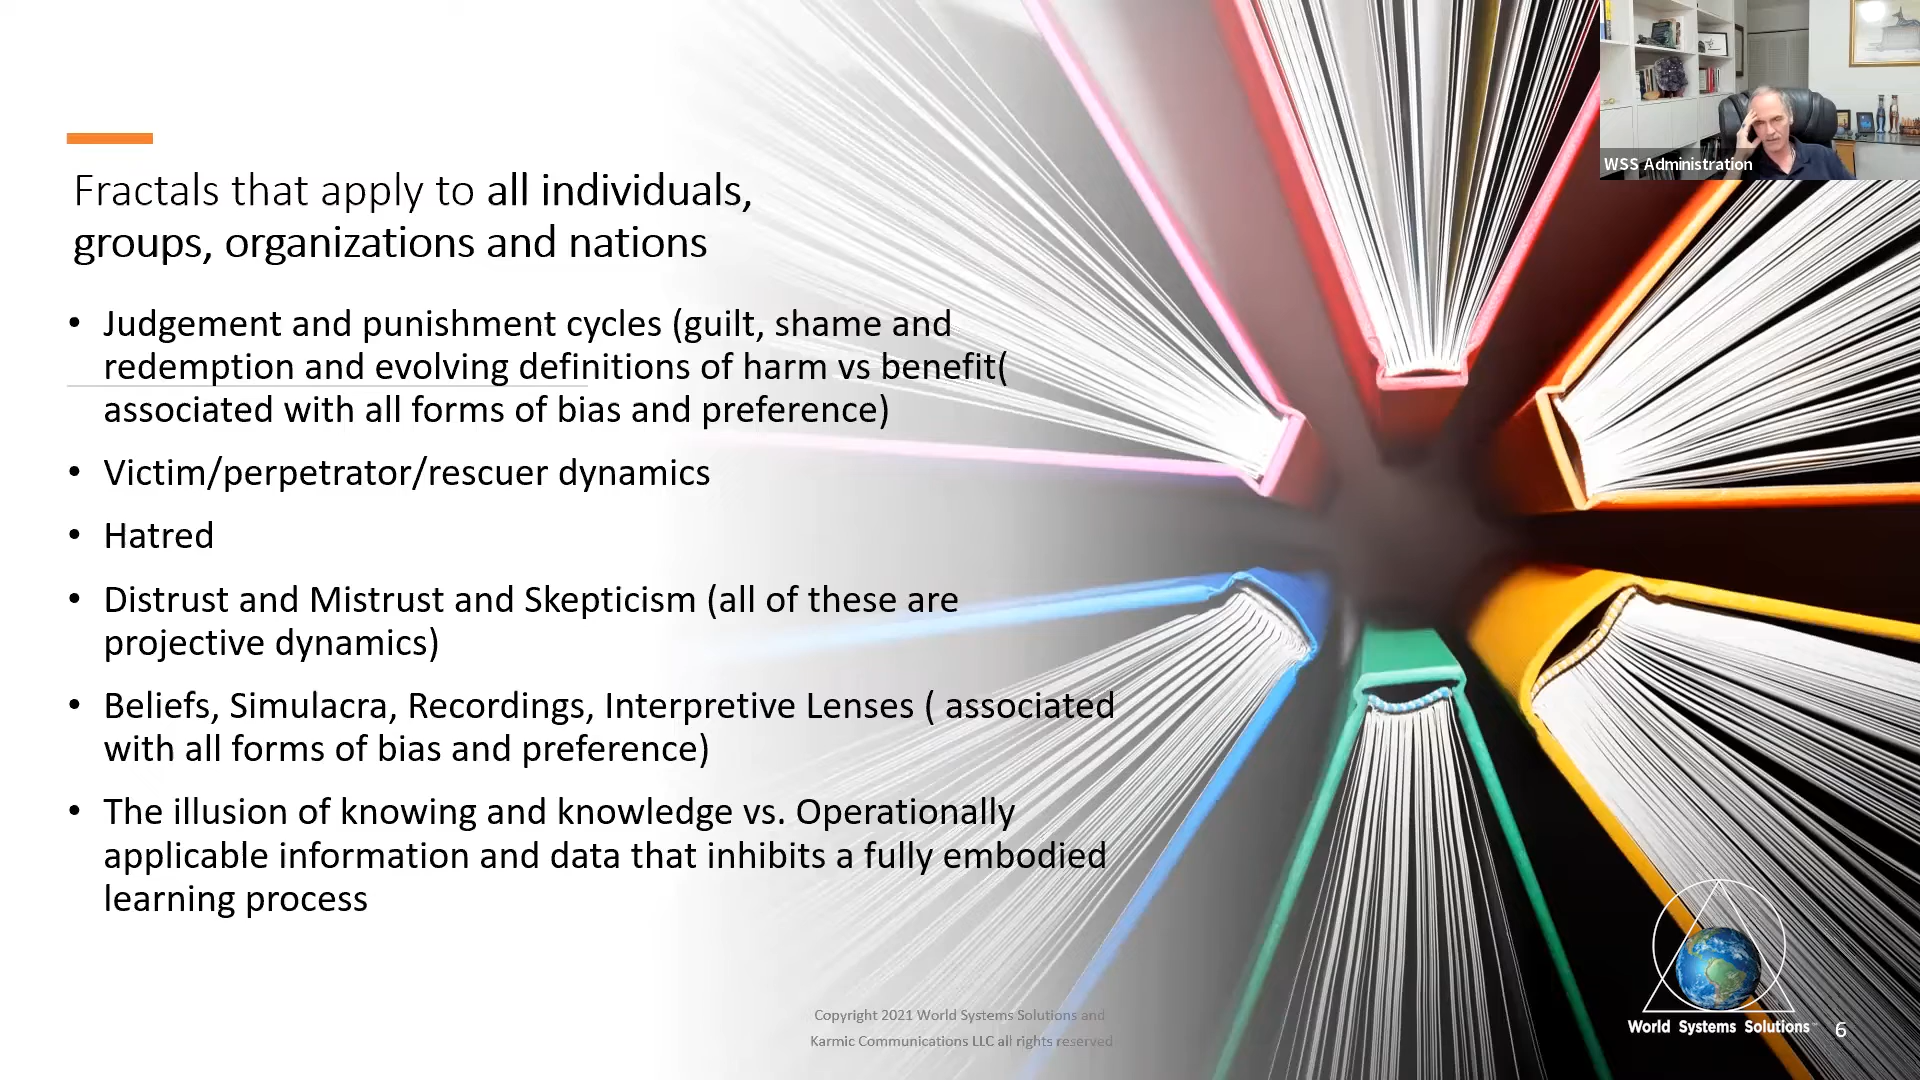 WSS Administration
Fractals that apply to all individuals,
groups, organizations and nations
• Judgement and punishment cycles (guilt, shame and
redemption and evolving definitions of harm vs benefit(
associated with all forms of bias and preference)
• Victim/perpetrator/rescuer dynamics
• Hatred
• Distrust and Mistrust and Skepticism (all of these are
projective dynamics)
• Beliefs, Simulacra, Recordings, Interpretive Lenses ( associated
with all forms of bias and preference)
• The illusion of knowing and knowledge vs. Operationally
applicable information and data that inhibits a fully embodied
learning process
Copyright 2021 World Systems Solutions and
Karmic Communications LLC all rights reserved
World Systems Solutions
6